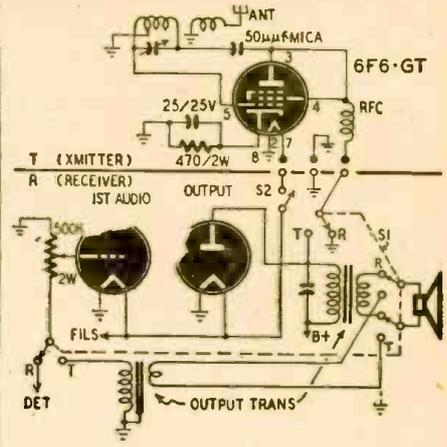 ANT
50µµf MICA
6F6-GT
3
5
4
RFC
25/25V
8
2
7
470/2W
T (XMITTER)
R (RECEIVER)
S2
1ST AUDIO
OUTPUT
500K
2W
T
R
S1
R
T
B+
FILS
R
T
DET
OUTPUT TRANS